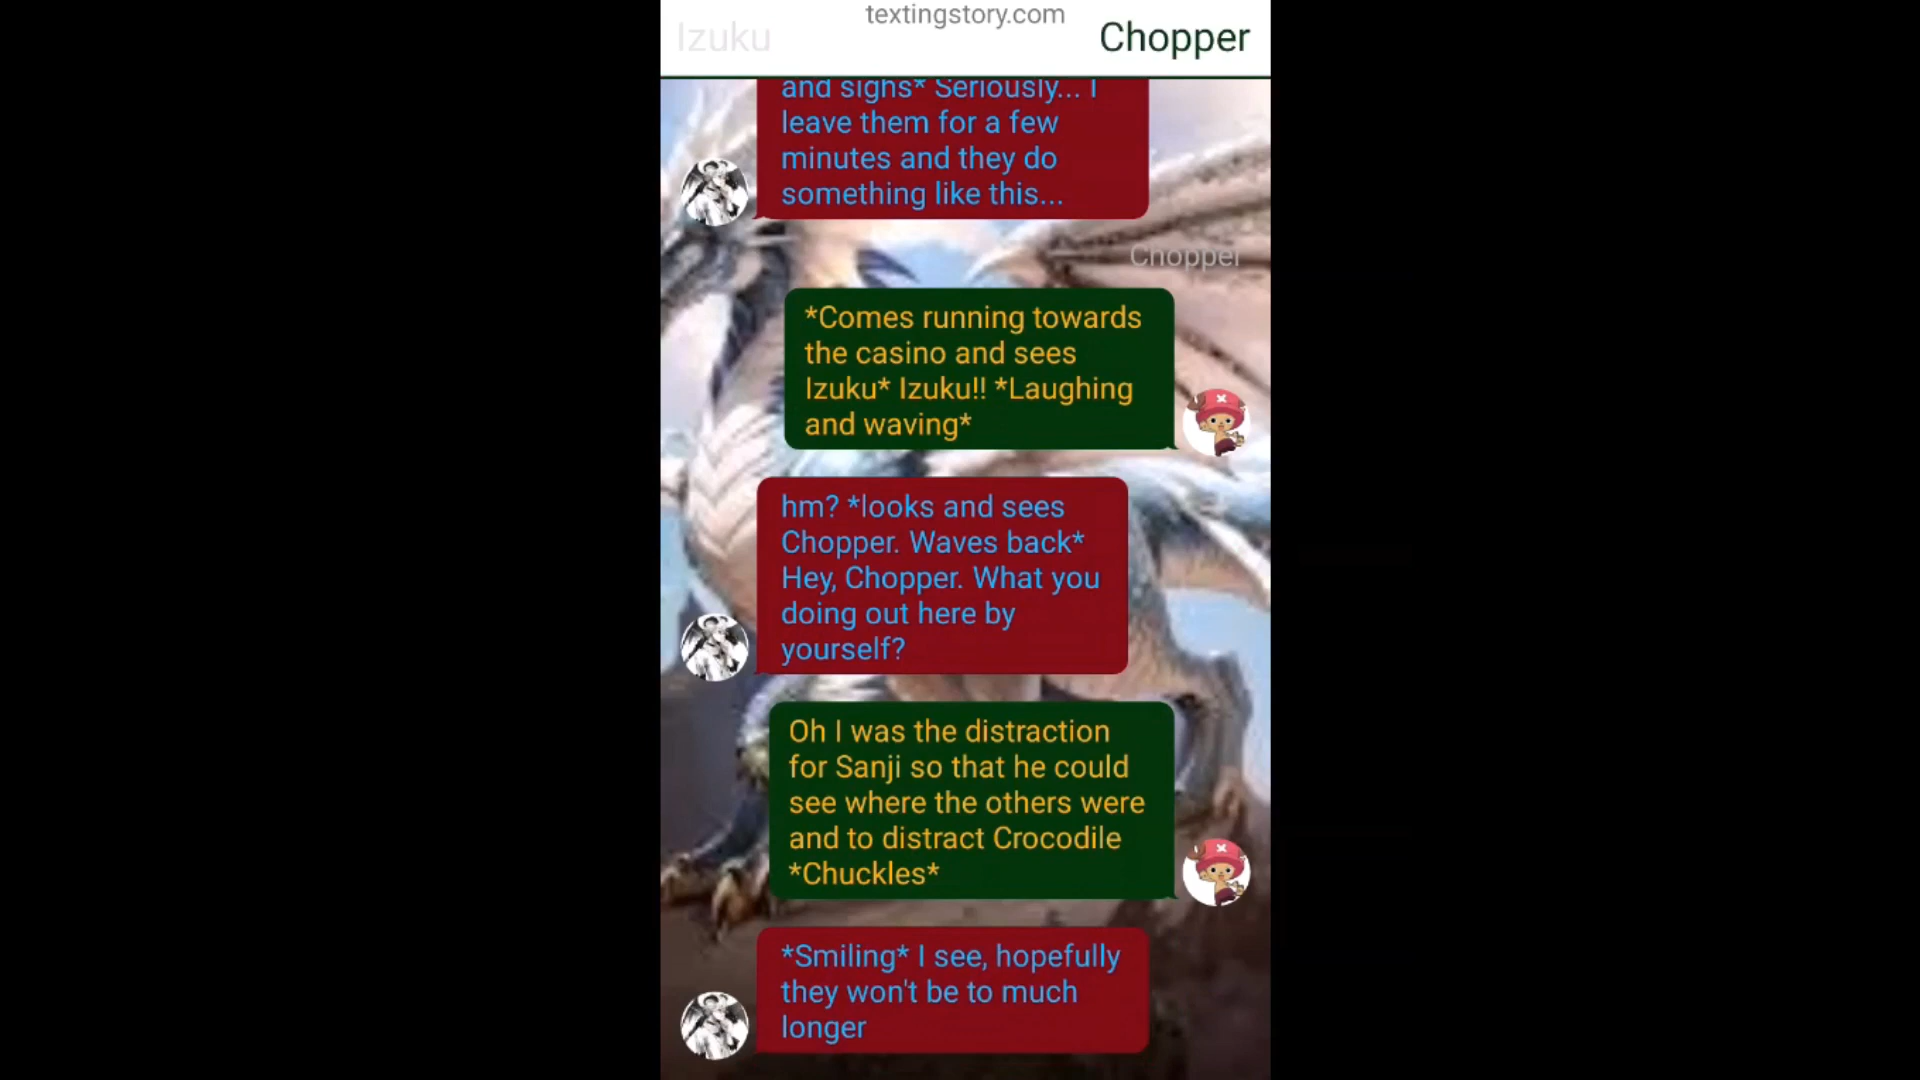 textingstory.com
Izuku
Chopper
and sighs* Seriously... I
leave them for a few
minutes and they do
something like this...
Chopper
*Comes running towards
the casino and sees
Izuku* Izuku!! *Laughing
and waving*
hm? *looks and sees
Chopper. Waves back*
Hey, Chopper. What you
doing out here by
yourself?
Oh I was the distraction
for Sanji so that he could
see where the others were
and to distract Crocodile
*Chuckles*
*Smiling* I see, hopefully
they won't be to much
longer